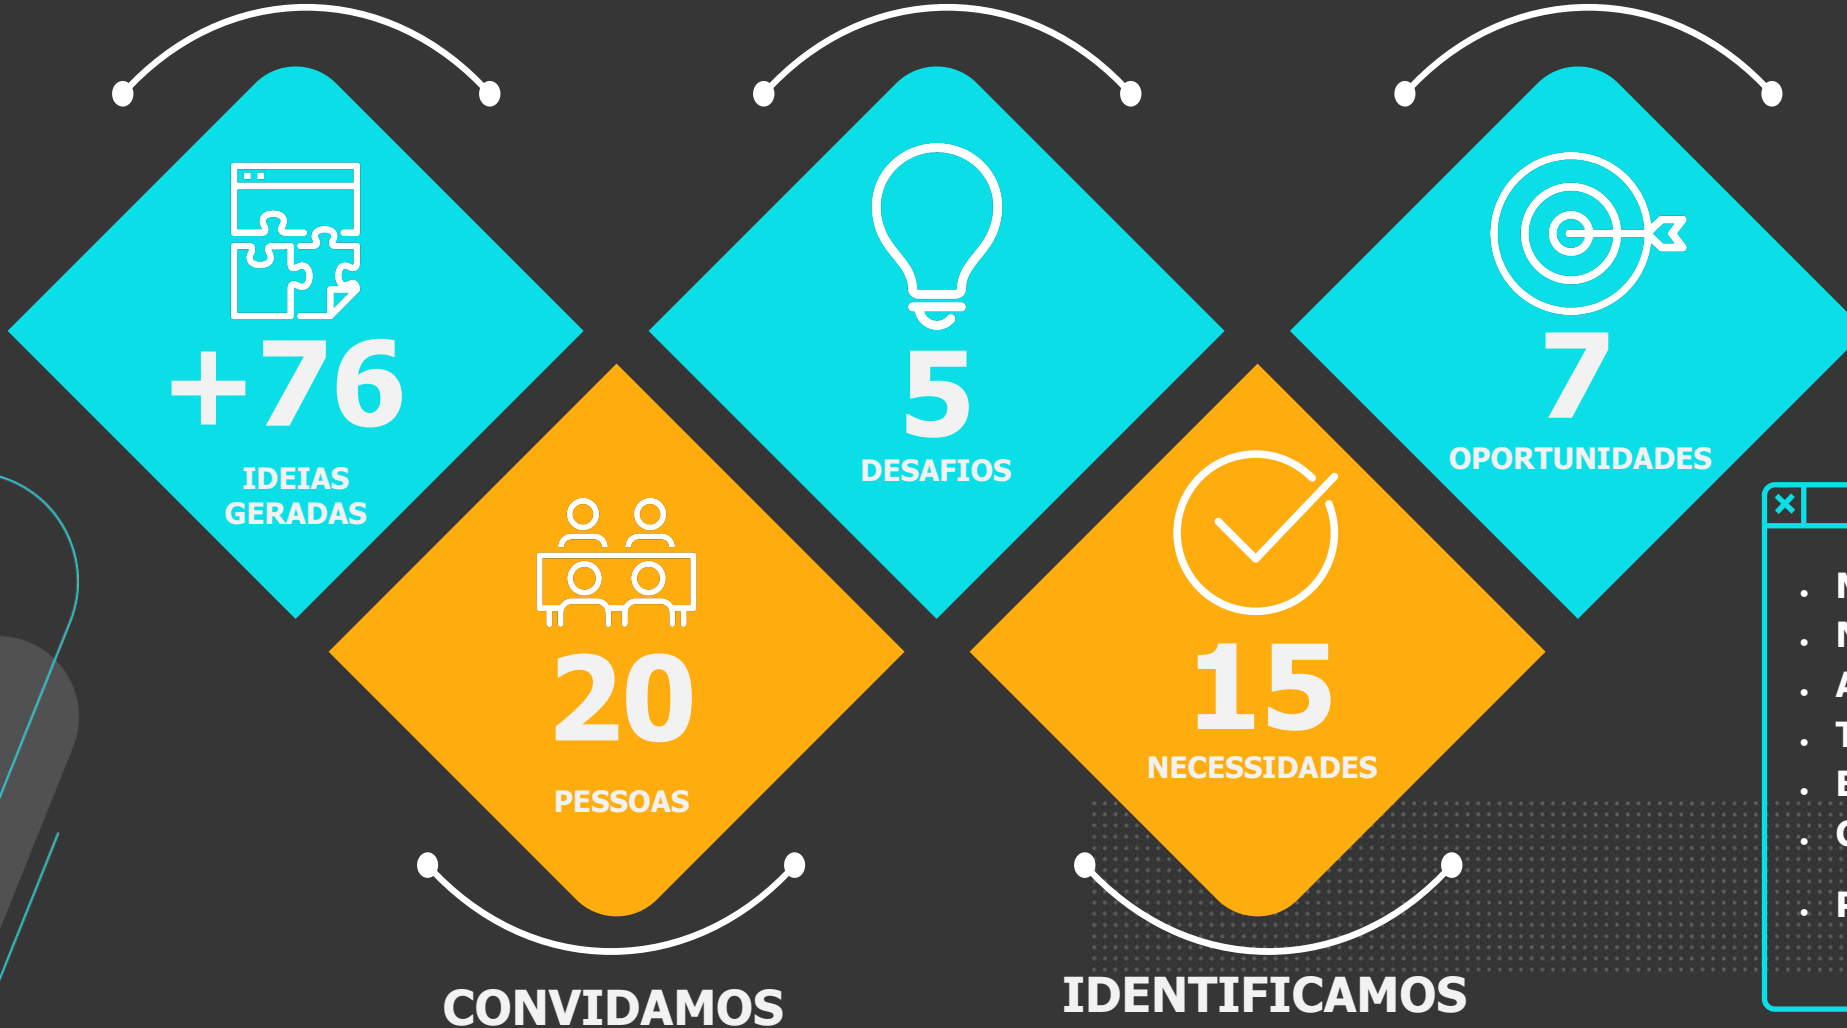 +76
IDEIAS
GERADAS
20
PESSOAS
CONVIDAMOS
5
DESAFIOS
15
NECESSIDADES
IDENTIFICAMOS
7
OPORTUNIDADES